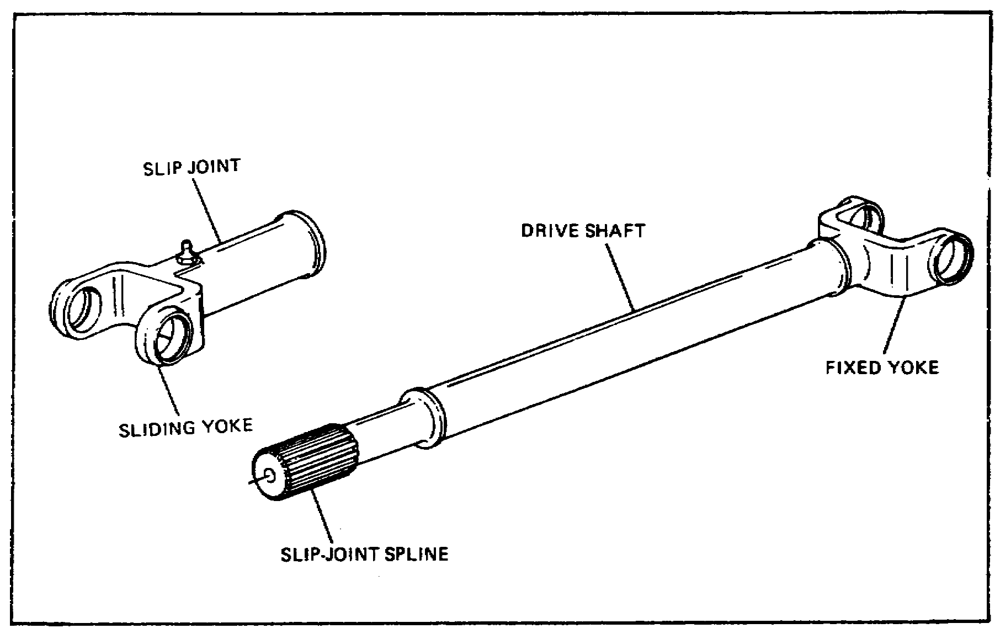 SLIP JOINT
DRIVE SHAFT
FIXED YOKE
SLIDING YOKE
SLIP-JOINT SPLINE